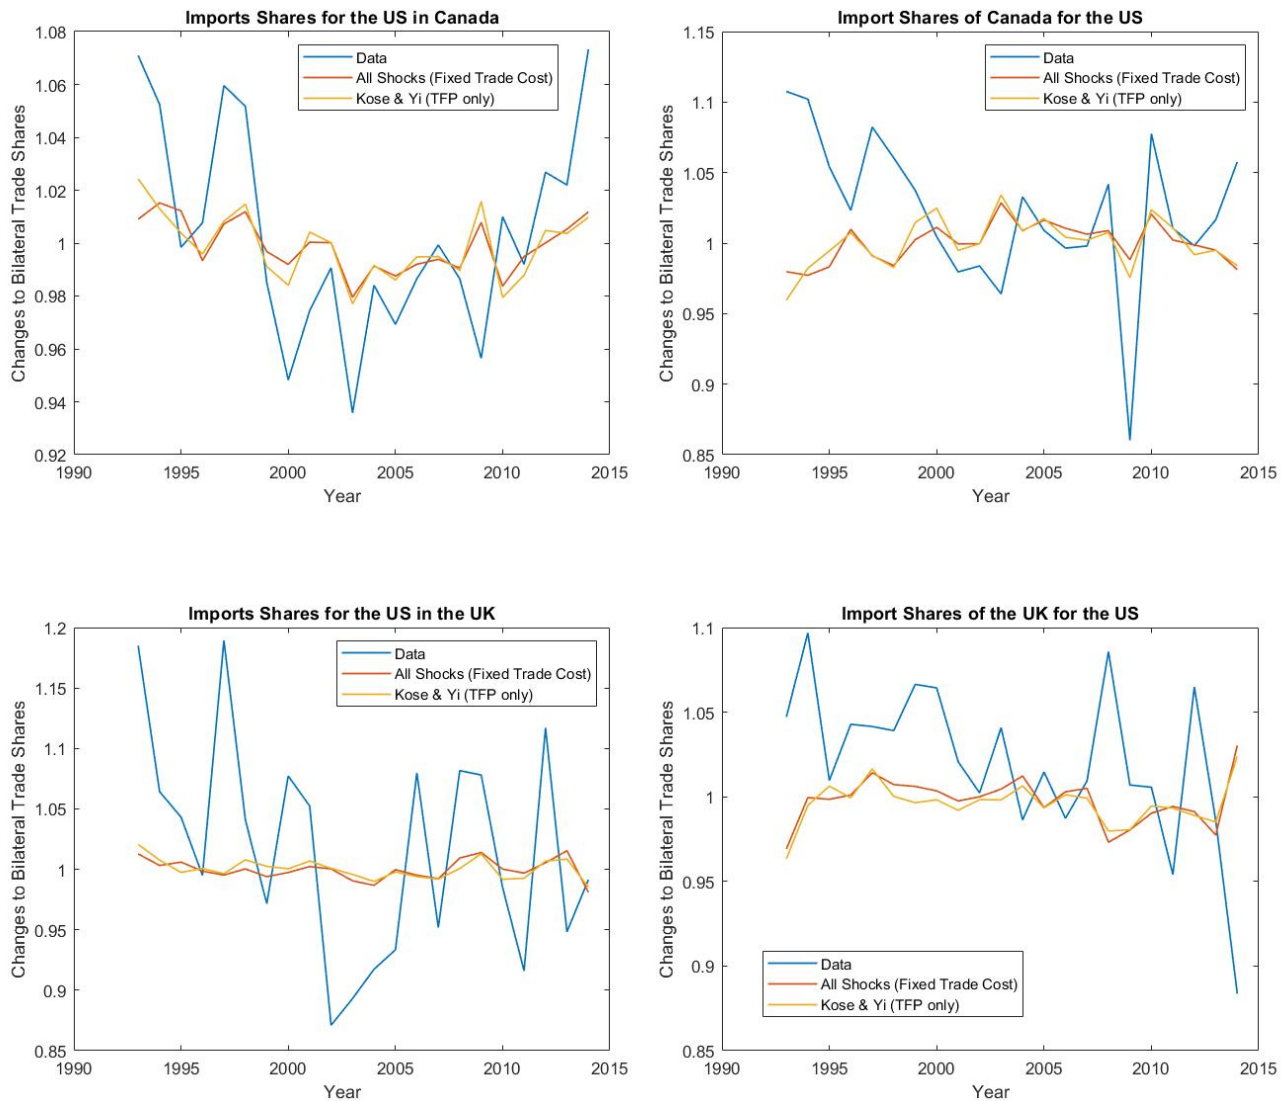 Imports Shares for the US in Canada
Changes to Bilateral Trade Shares
1.08
1.06
1.04
1.02
1
0.98
0.96
0.94
0.92
Data
All Shocks (Fixed Trade Cost)
Kose & Yi (TFP only)
1990
1995
2000
2005
2010
2015
Year
Import Shares of Canada for the US
Changes to Bilateral Trade Shares
1.15
1.1
1.05
1
0.95
0.9
0.85
Data
All Shocks (Fixed Trade Cost)
Kose & Yi (TFP only)
1990
1995
2000
2005
2010
2015
Year
Imports Shares for the US in the UK
Changes to Bilateral Trade Shares
1.2
1.15
1.1
1.05
1
0.95
0.9
0.85
Data
All Shocks (Fixed Trade Cost)
Kose & Yi (TFP only)
1990
1995
2000
2005
2010
2015
Year
Import Shares of the UK for the US
Changes to Bilateral Trade Shares
1.1
1.05
1
0.95
0.9
0.85
Data
All Shocks (Fixed Trade Cost)
Kose & Yi (TFP only)
1990
1995
2000
2005
2010
2015
Year